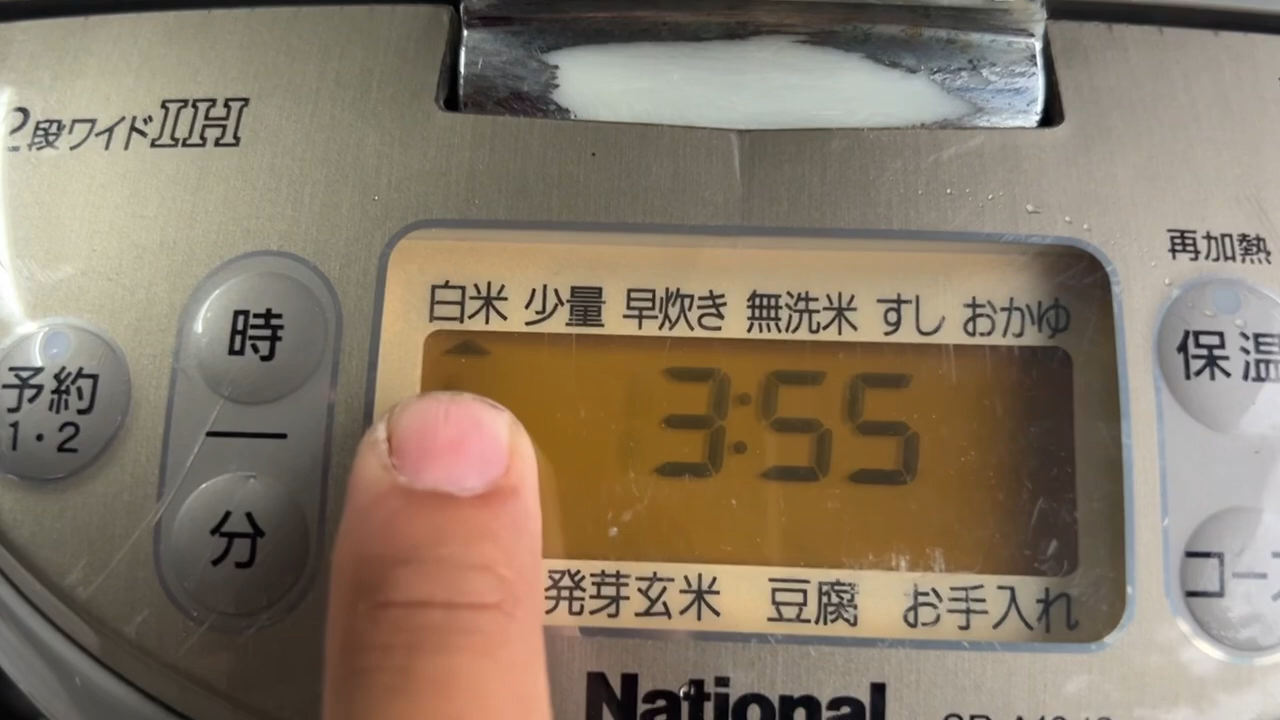 2段ワイドIH
再加熱
白米 少量 早炊き 無洗米 すし おかゆ
時
保温
予約
1・2
3:55
分
発芽玄米 豆腐 お手入れ
National